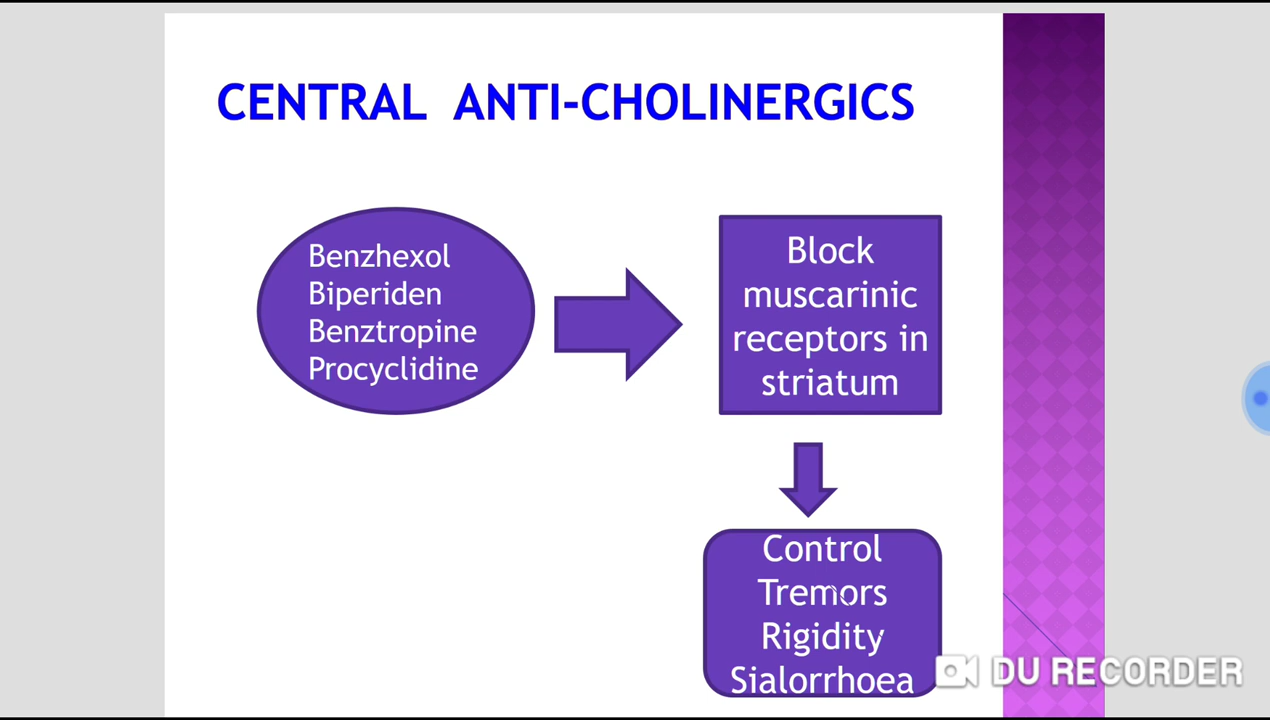 CENTRAL ANTI-CHOLINERGICS
Benzhexol
Biperiden
Benztropine
Procyclidine
Block
muscarinic
receptors in
striatum
Control
Tremors
Rigidity
Sialorrhoea
DU RECORDER